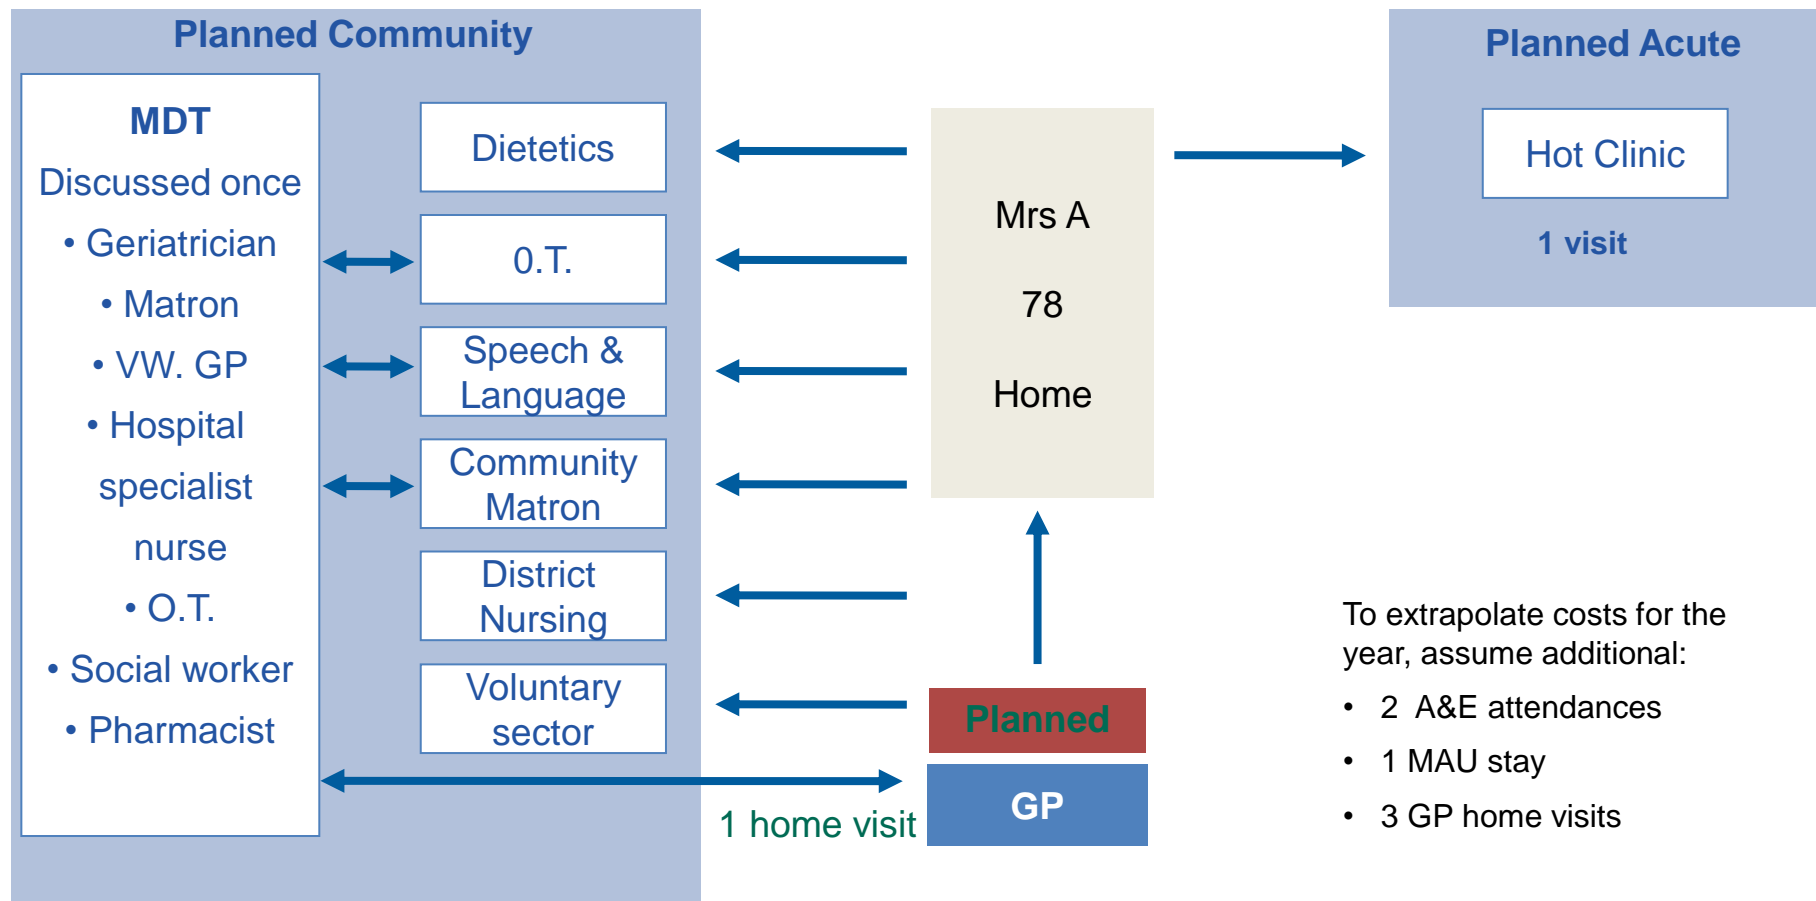 Planned Community
MDT
Discussed once
• Geriatrician
• Matron
• VW. GP
• Hospital
specialist
nurse
• O.T.
• Social worker
• Pharmacist
Dietetics
0.T.
Speech &
Language
Community
Matron
District
Nursing
Voluntary
sector
1 home visit
Mrs A
78
Home
Planned
GP
Planned Acute
Hot Clinic
1 visit
To extrapolate costs for the
year, assume additional:
• 2 A&E attendances
• 1 MAU stay
• 3 GP home visits